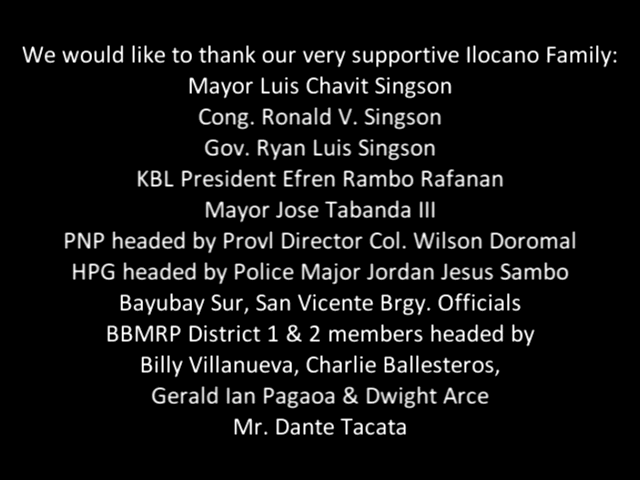 We would like to thank our very supportive Ilocano Family:
Mayor Luis Chavit Singson
Cong. Ronald V. Singson
Gov. Ryan Luis Singson
KBL President Efren Rambo Rafanan
Mayor Jose Tabanda III
PNP headed by Provl Director Col. Wilson Doromal
HPG headed by Police Major Jordan Jesus Sambo
Bayubay Sur, San Vicente Brgy. Officials
BBMRP District 1 & 2 members headed by
Billy Villanueva, Charlie Ballesteros,
Gerald Ian Pagaoa & Dwight Arce
Mr. Dante Tacata